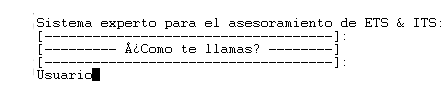 Sistema experto para el asesoramiento de ETS & ITS:
[----------------------------------]:
[--------- Â¿Como te llamas? --------]
[----------------------------------]:
Usuario